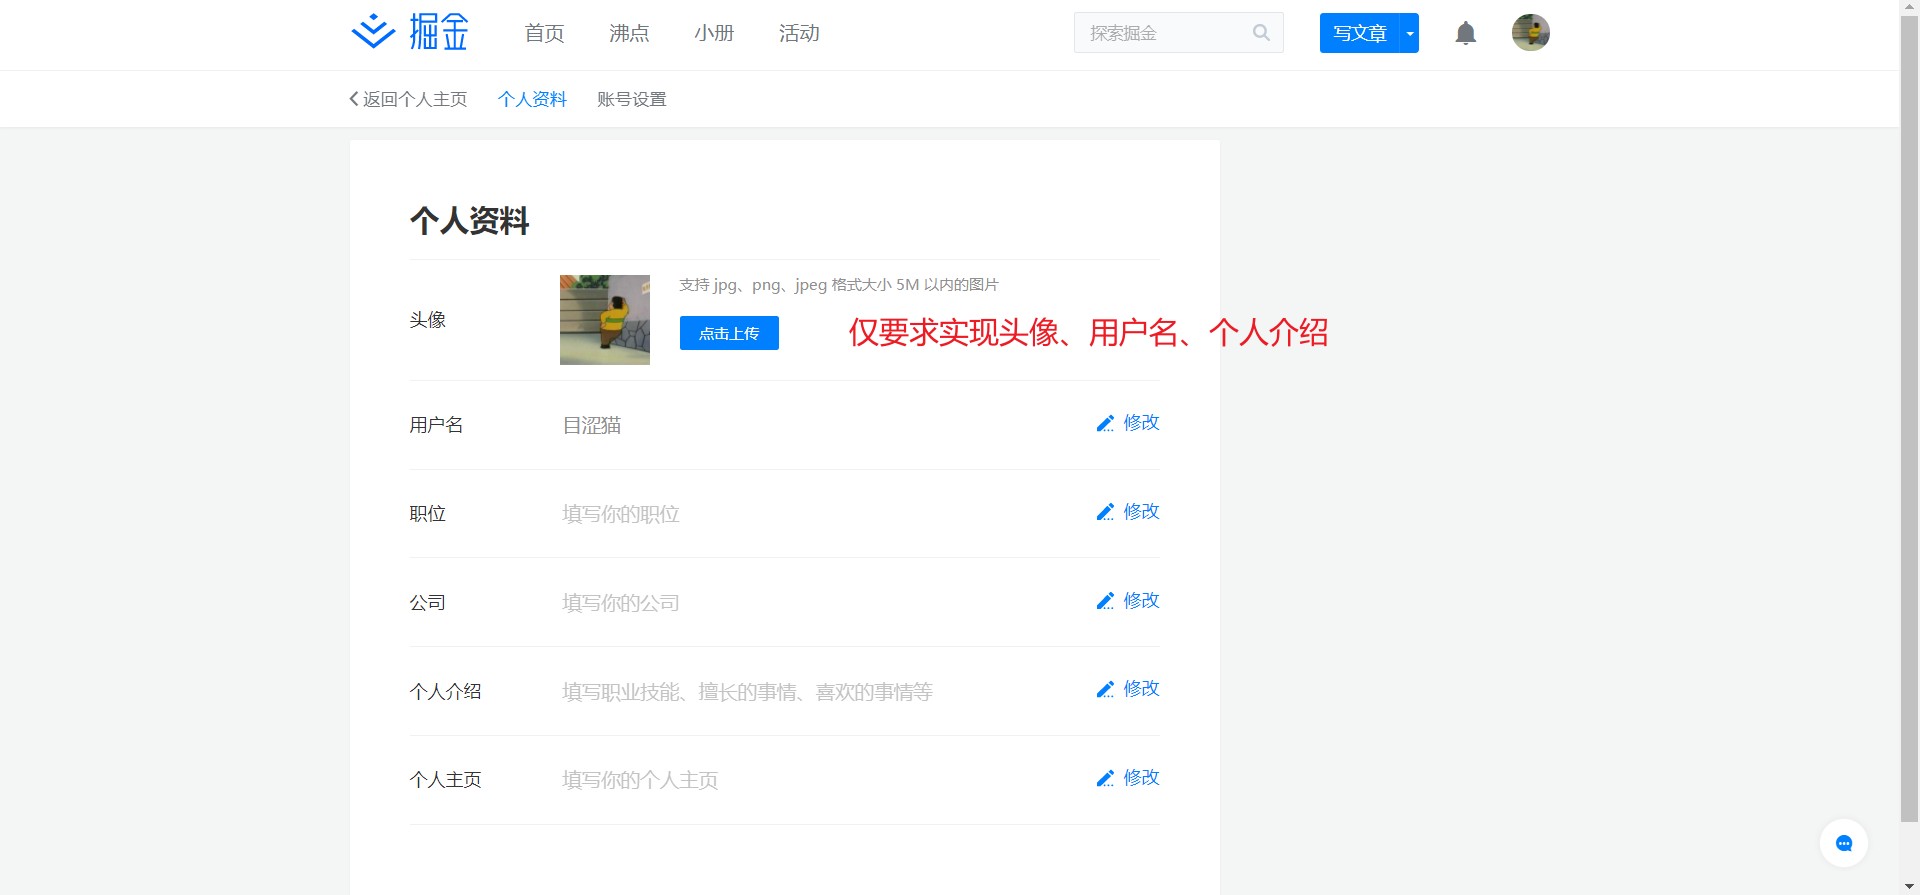 掘金 首页 沸点 小册 活动 探索掘金 写文章
返回个人主页 个人资料 账号设置
个人资料
支持 jpg、png、jpeg 格式大小 5M 以内的图片
头像
点击上传
仅要求实现头像、用户名、个人介绍
用户名 目涩猫 修改
职位 填写你的职位 修改
公司 填写你的公司 修改
个人介绍 填写职业技能、擅长的事情、喜欢的事情等 修改
个人主页 填写你的个人主页 修改